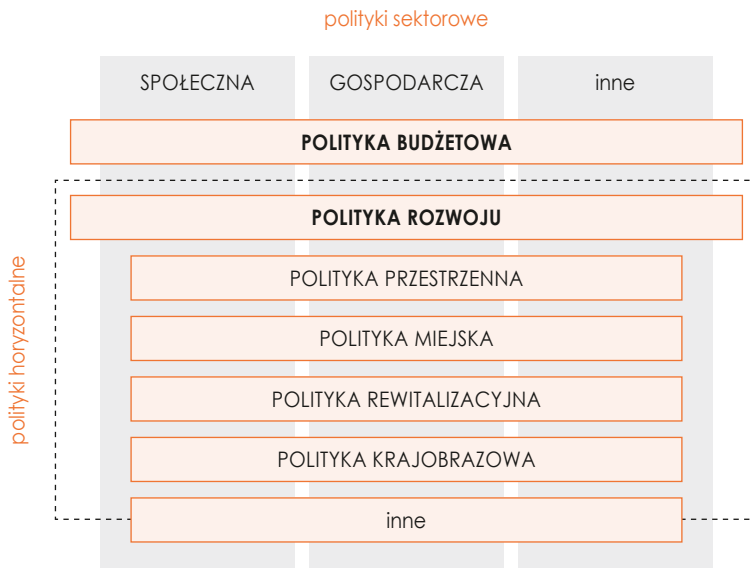 polityki sektorowe
SPOŁECZNA
GOSPODARCZA
inne
POLITYKA BUDŻETOWA
POLITYKA ROZWOJU
POLITYKA PRZESTRZENNA
POLITYKA MIEJSKA
POLITYKA REWITALIZACYJNA
POLITYKA KRAJOBRAZOWA
inne
polityki horyzontalne